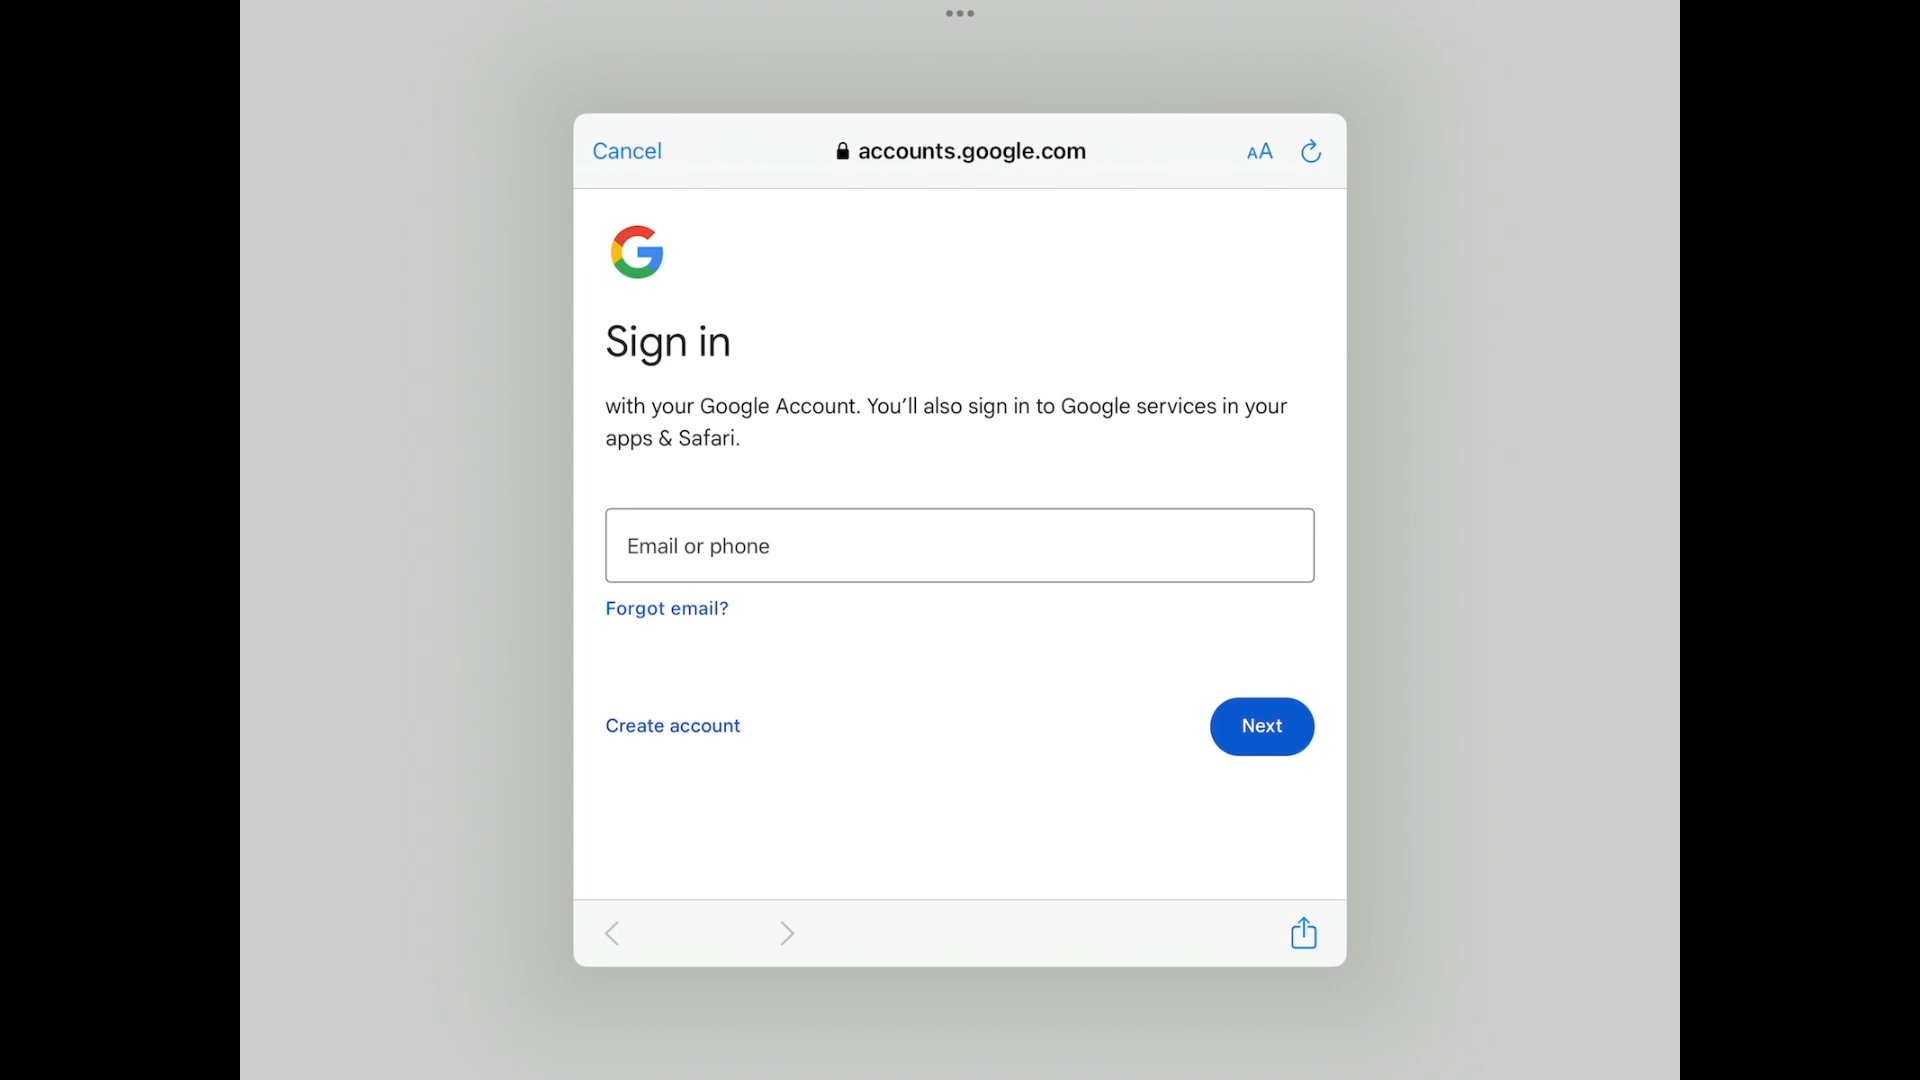 Cancel
accounts.google.com
AA
Sign in
with your Google Account. You’ll also sign in to Google services in your
apps & Safari.
Email or phone
Forgot email?
Create account
Next